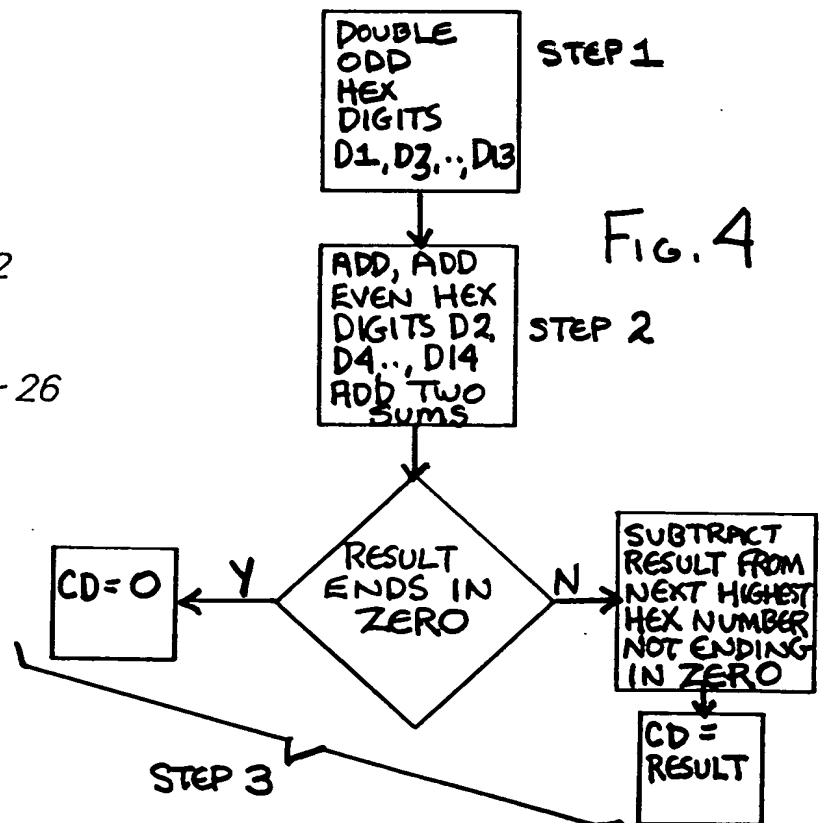 DOUBLE
ODD
HEX
DIGITS
D1, D3,..,D13
STEP 1
FIG. 4
2
- 26
ADD, ADD
EVEN HEX
DIGITS D2,
D4..,D14
ADD TWO
SUMS
STEP 2
RESULT
ENDS IN
ZERO
Y
N
CD=0
SUBTRACT
RESULT FROM
NEXT HIGHEST
HEX NUMBER
NOT ENDING
IN ZERO
CD =
RESULT
STEP 3